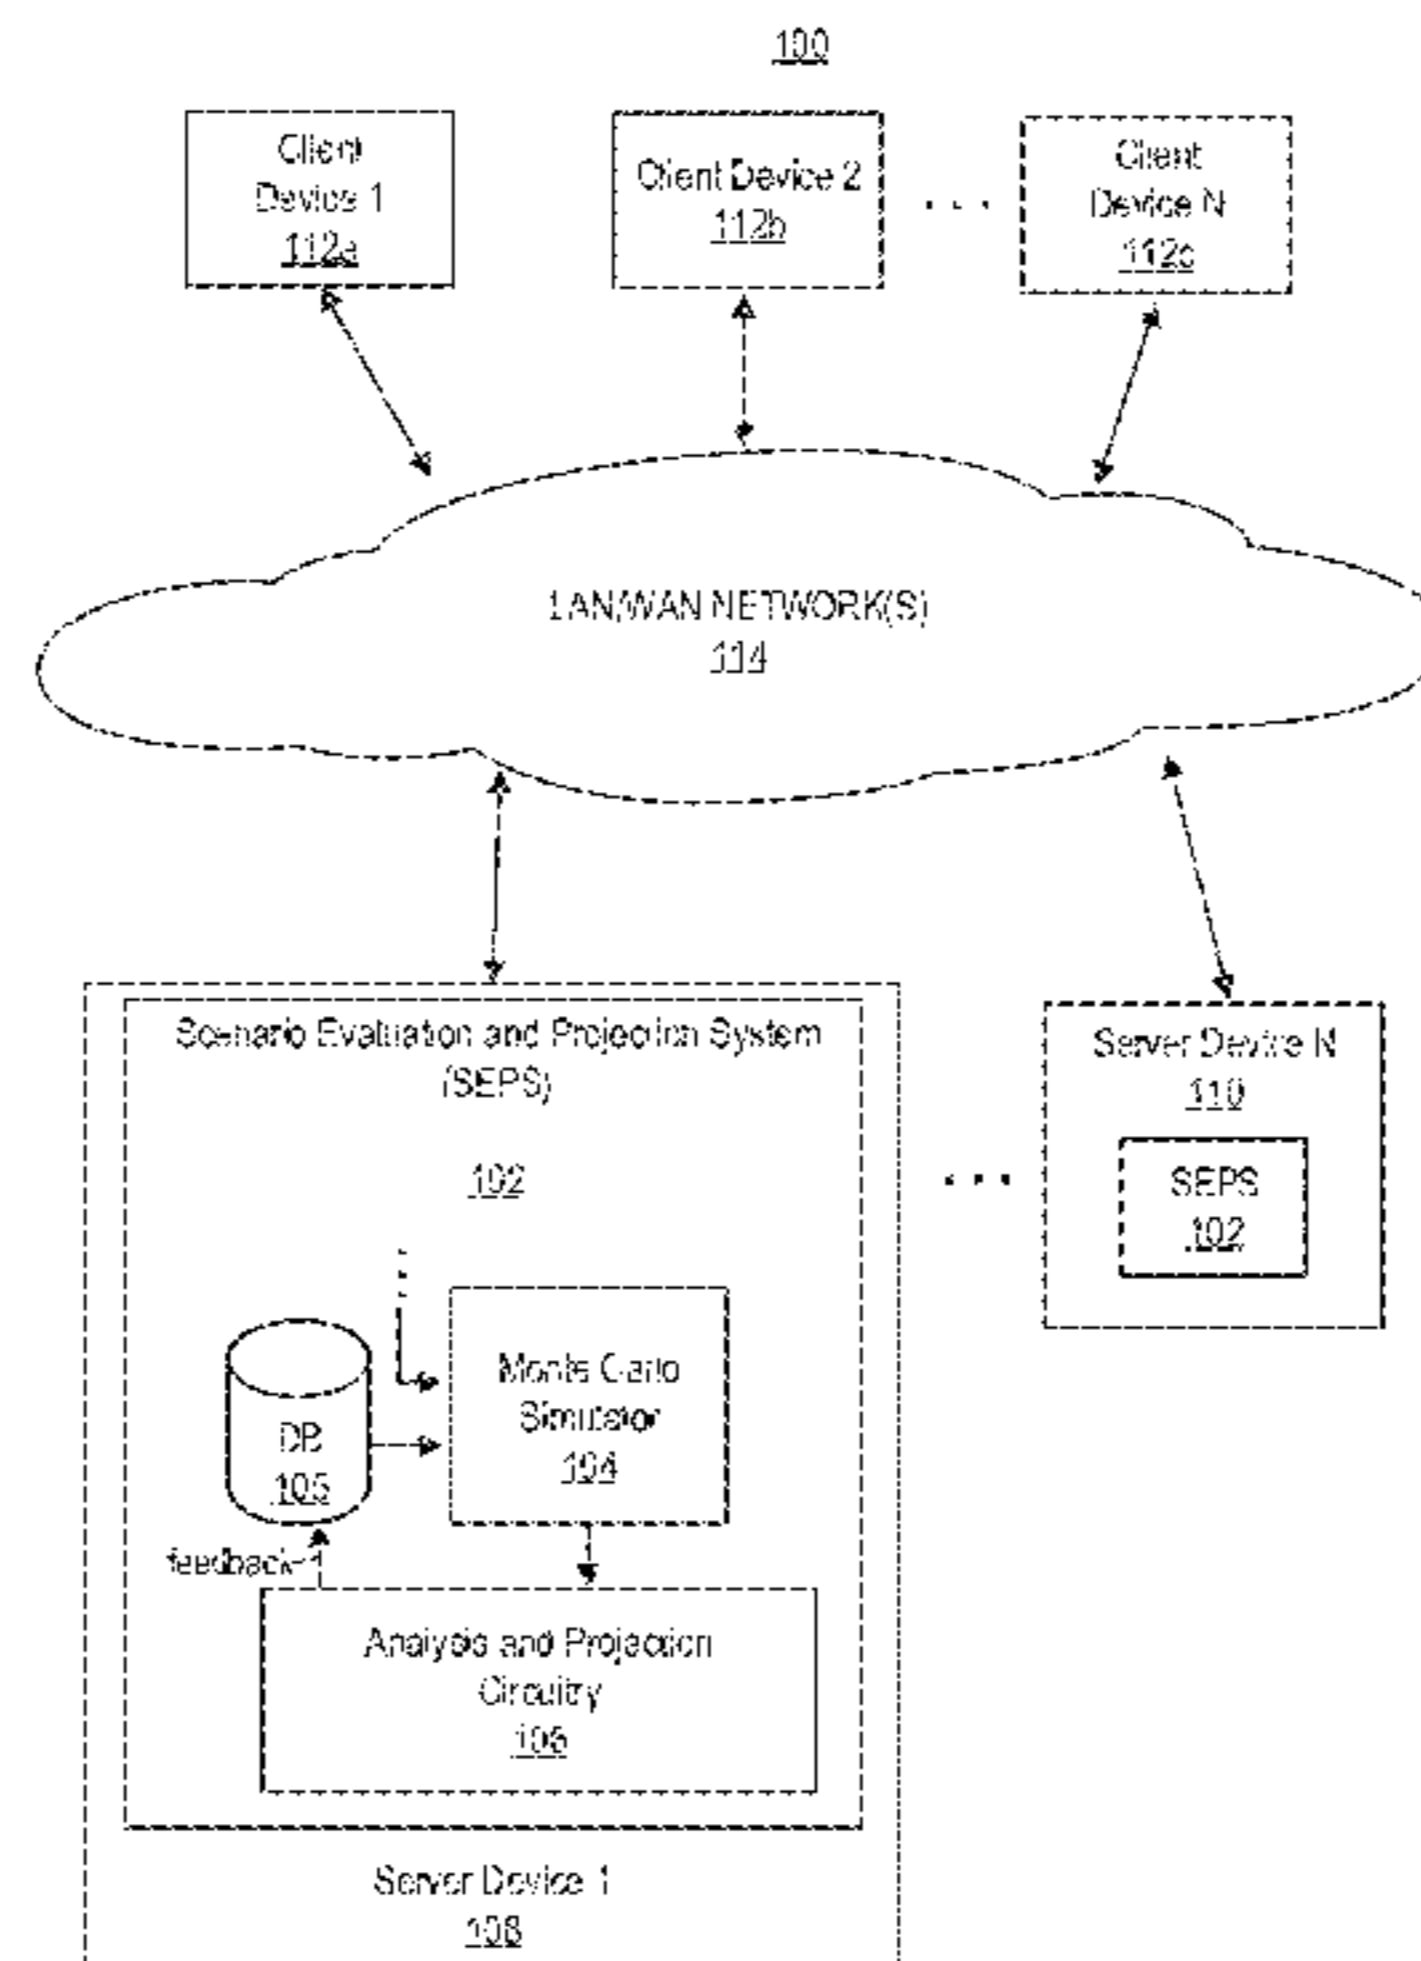 100
Client
Device 1
112a
Client Device 2
112b
Client
Device N
112c
LAN/WAN NETWORK(S)
114
Scenario Evaluation and Projection System
(SEPS)
102
Server Device N
110
SEPS
102
Monte Carlo
Simulator
104
DB
feedback
Analysis and Projection
Circuitry
Server Device 1
108